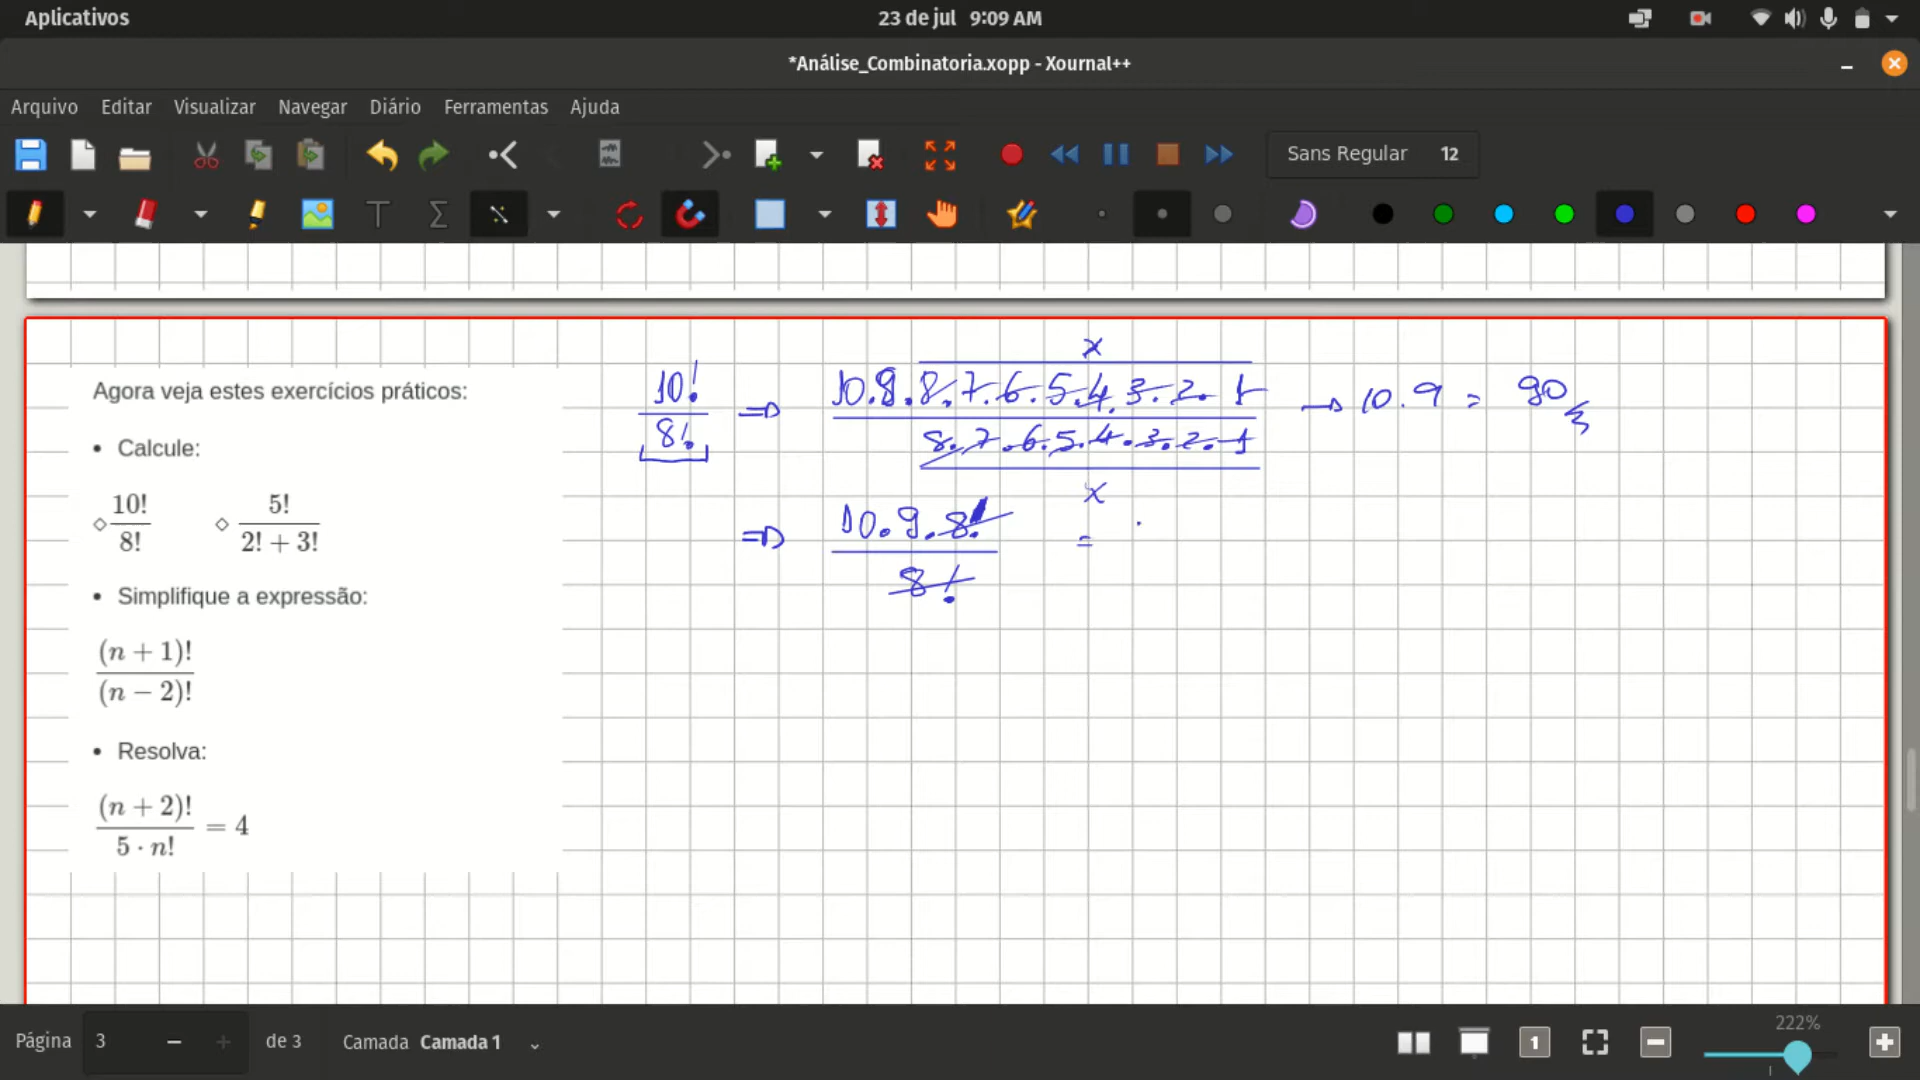 Aplicativos
23 de jul 9:09 AM
*Análise_Combinatoria.xopp - Xournal++
Arquivo Editar Visualizar Navegar Diário Ferramentas Ajuda
Sans Regular 12
Agora veja estes exercícios práticos:
• Calcule:
◇ 10!/8! ◇ 5!/(2! + 3!)
• Simplifique a expressão:
(n + 1)!/(n − 2)!
• Resolva:
(n + 2)!/(5 · n!) = 4
x
10!/8! ⇒ 10.9.8.7.6.5.4.3.2.1/8.7.6.5.4.3.2.1 → 10.9 = 90
x
⇒ 10.9.8!/8! =
Página 3 de 3 Camada Camada 1
1
222%